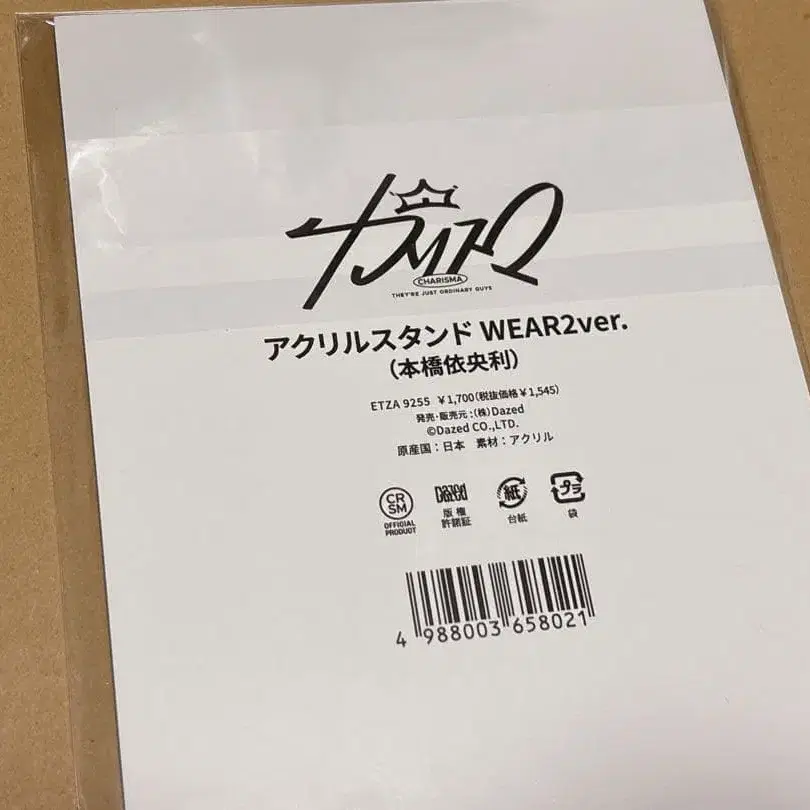 カリスマ
CHARISMA
THEY'RE JUST ORDINARY GUYS
アクリルスタンド WEAR2ver.
(本橋依央利)
ETZA 9255 ¥1,700(税抜価格¥1,545)
発売・販売元:(株)Dazed
©Dazed CO.,LTD.
原産国:日本 素材:アクリル
CR
SM
OFFICIAL
PRODUCT
Dazed
版権
許諾証
紙
台紙
プラ
袋
4 988003 658021